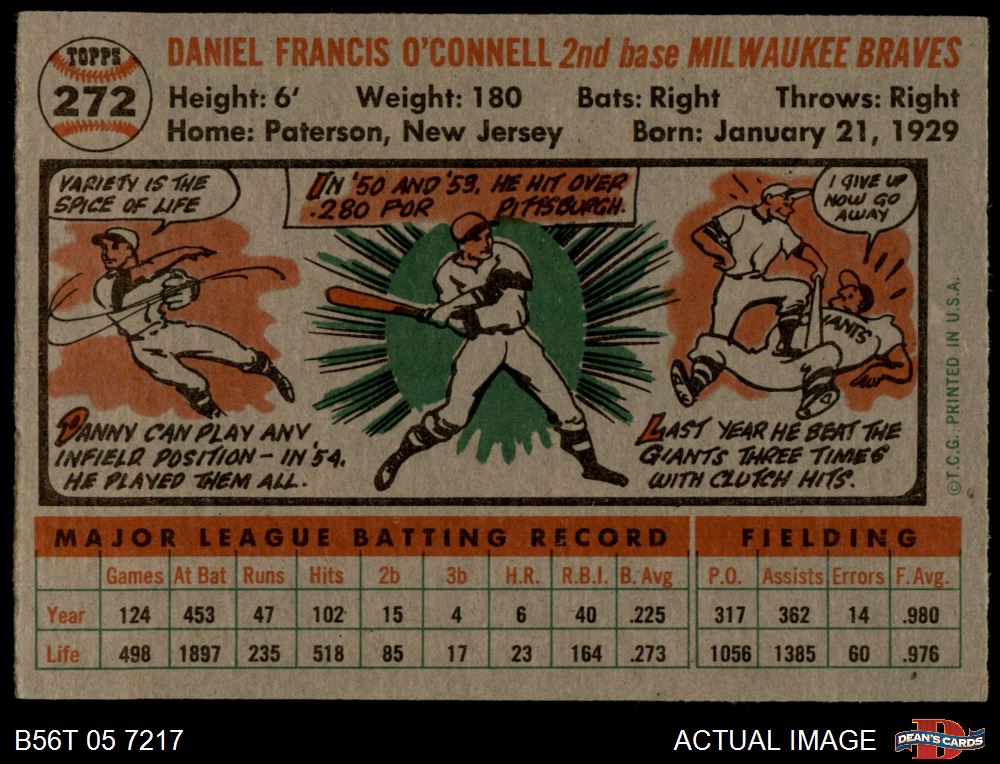 TOPPS
272
DANIEL FRANCIS O'CONNELL 2nd base MILWAUKEE BRAVES
Height: 6' Weight: 180 Bats: Right Throws: Right
Home: Paterson, New Jersey Born: January 21, 1929
VARIETY IS THE
SPICE OF LIFE
IN '50 AND '53, HE HIT OVER
.280 FOR PITTSBURGH.
I GIVE UP
NOW GO
AWAY
IANTS
DANNY CAN PLAY ANY
INFIELD POSITION – IN '54,
HE PLAYED THEM ALL.
LAST YEAR HE BEAT THE
GIANTS THREE TIMES
WITH CLUTCH HITS.
©T.C.G. PRINTED IN U.S.A.
MAJOR LEAGUE BATTING RECORD FIELDING
Games At Bat Runs Hits 2b 3b H.R. R.B.I. B. Avg P.O. Assists Errors F. Avg.
Year 124 453 47 102 15 4 6 40 .225 317 362 14 .980
Life 498 1897 235 518 85 17 23 164 .273 1056 1385 60 .976
B56T 05 7217 ACTUAL IMAGE DEAN'S CARDS